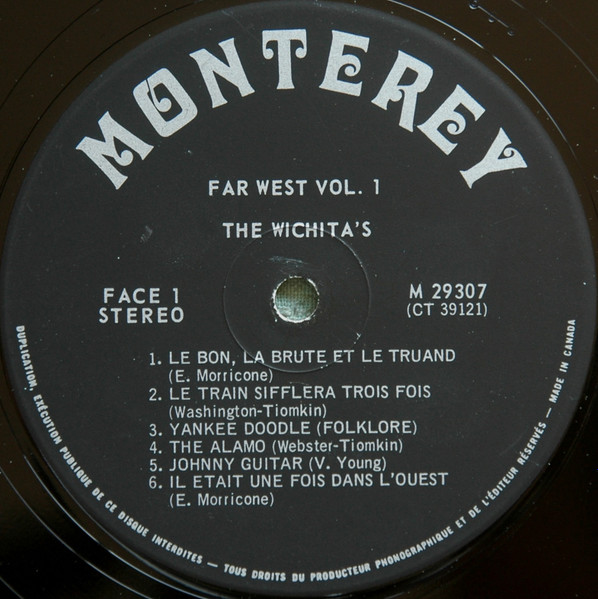 MONTEREY
FAR WEST VOL. 1
THE WICHITA'S
FACE 1
STEREO
M 29307
(CT 39121)
1. LE BON, LA BRUTE ET LE TRUAND
(E. Morricone)
2. LE TRAIN SIFFLERA TROIS FOIS
(Washington-Tiomkin)
3. YANKEE DOODLE (FOLKLORE)
4. THE ALAMO (Webster-Tiomkin)
5. JOHNNY GUITAR (V. Young)
6. IL ETAIT UNE FOIS DANS L'OUEST
(E. Morricone)
DUPLICATION, EXÉCUTION PUBLIQUE DE CE DISQUE INTERDITES — TOUS DROITS DU PRODUCTEUR PHONOGRAPHIQUE ET DE L'ÉDITEUR RÉSERVÉS — MADE IN CANADA